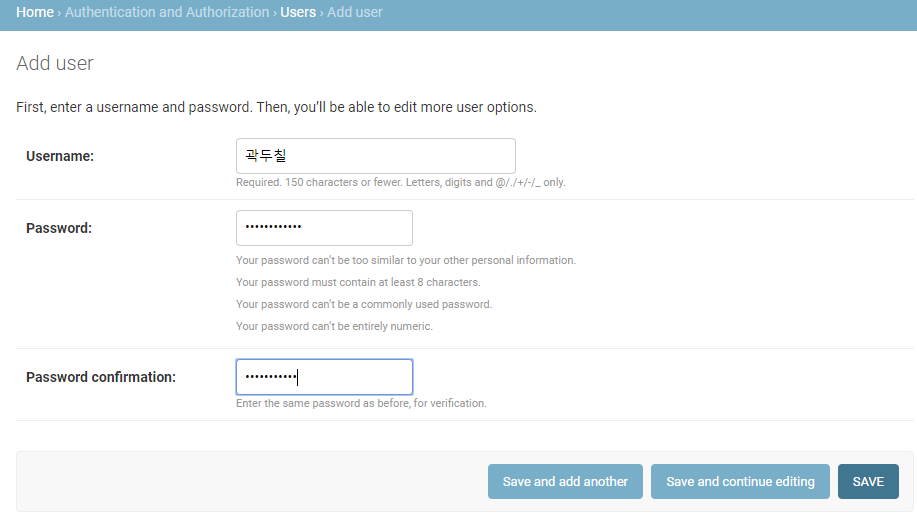 Home › Authentication and Authorization › Users › Add user
Add user
First, enter a username and password. Then, you’ll be able to edit more user options.
Username:
곽두칠
Required. 150 characters or fewer. Letters, digits and @/./+/-/_ only.
Password:
••••••••••••
Your password can’t be too similar to your other personal information.
Your password must contain at least 8 characters.
Your password can’t be a commonly used password.
Your password can’t be entirely numeric.
Password confirmation:
•••••••••••
Enter the same password as before, for verification.
Save and add another
Save and continue editing
SAVE